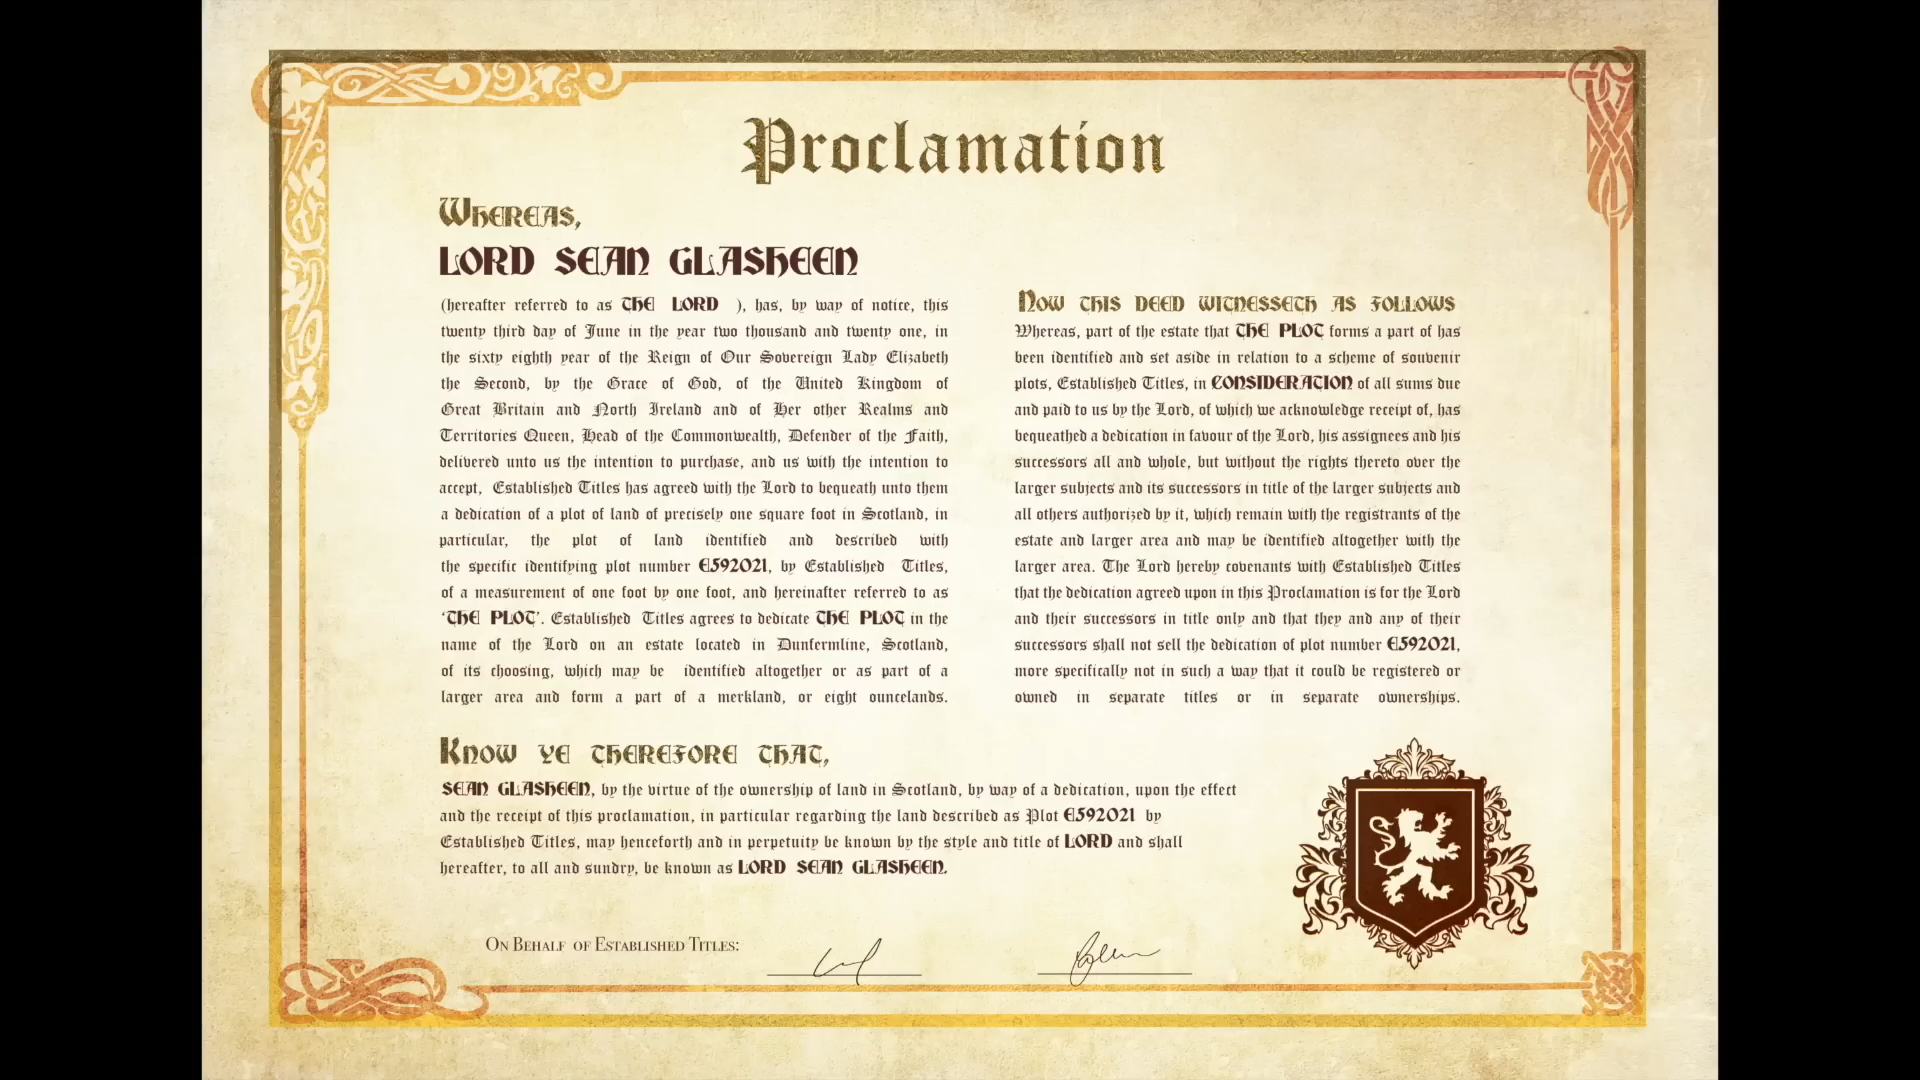 Proclamation
Whereas,
LORD SEAN GLASHEEN
(hereafter referred to as THE LORD ), has, by way of notice, this
twenty third day of June in the year two thousand and twenty one, in
the sixty eighth year of the Reign of Our Sovereign Lady Elizabeth
the Second, by the Grace of God, of the United Kingdom of
Great Britain and North Ireland and of Her other Realms and
Territories Queen, Head of the Commonwealth, Defender of the Faith,
delivered unto us the intention to purchase, and us with the intention to
accept, Established Titles has agreed with the Lord to bequeath unto them
a dedication of a plot of land of precisely one square foot in Scotland, in
particular, the plot of land identified and described with
the specific identifying plot number E592021, by Established Titles,
of a measurement of one foot by one foot, and hereinafter referred to as
'THE PLOT'. Established Titles agrees to dedicate THE PLOT in the
name of the Lord on an estate located in Dunfermline, Scotland,
of its choosing, which may be identified altogether or as part of a
larger area and form a part of a merkland, or eight ouncelands.
Now this deed witnesseth as follows
Whereas, part of the estate that THE PLOT forms a part of has
been identified and set aside in relation to a scheme of souvenir
plots, Established Titles, in CONSIDERATION of all sums due
and paid to us by the Lord, of which we acknowledge receipt of, has
bequeathed a dedication in favour of the Lord, his assignees and his
successors all and whole, but without the rights thereto over the
larger subjects and its successors in title of the larger subjects and
all others authorized by it, which remain with the registrants of the
estate and larger area and may be identified altogether with the
larger area. The Lord hereby covenants with Established Titles
that the dedication agreed upon in this Proclamation is for the Lord
and their successors in title only and that they and any of their
successors shall not sell the dedication of plot number E592021,
more specifically not in such a way that it could be registered or
owned in separate titles or in separate ownerships.
Know ye therefore that,
SEAN GLASHEEN, by the virtue of the ownership of land in Scotland, by way of a dedication, upon the effect
and the receipt of this proclamation, in particular regarding the land described as Plot E592021 by
Established Titles, may henceforth and in perpetuity be known by the style and title of LORD and shall
hereafter, to all and sundry, be known as LORD SEAN GLASHEEN.
On Behalf of Established Titles: